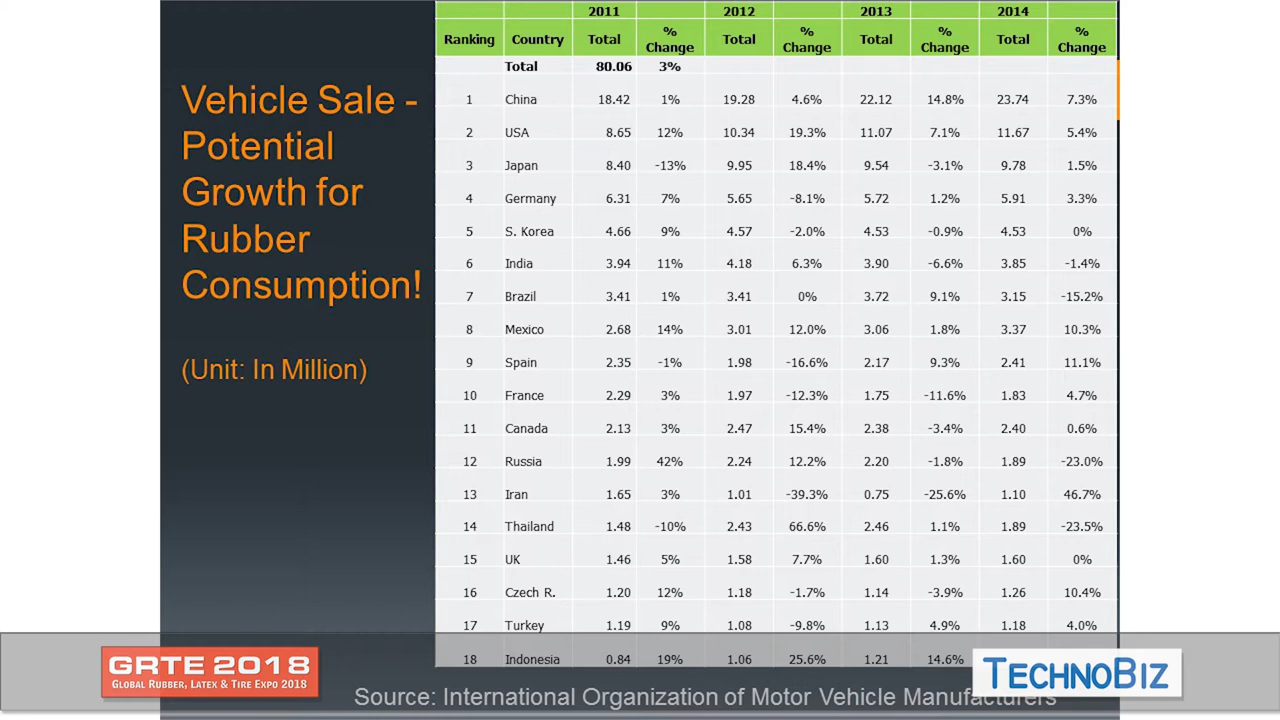 Vehicle Sale -
Potential
Growth for
Rubber
Consumption!
(Unit: In Million)
2011 2012 2013 2014
Ranking Country Total % Change Total % Change Total % Change Total % Change
Total 80.06 3%
1 China 18.42 1% 19.28 4.6% 22.12 14.8% 23.74 7.3%
2 USA 8.65 12% 10.34 19.3% 11.07 7.1% 11.67 5.4%
3 Japan 8.40 -13% 9.95 18.4% 9.54 -3.1% 9.78 1.5%
4 Germany 6.31 7% 5.65 -8.1% 5.72 1.2% 5.91 3.3%
5 S. Korea 4.66 9% 4.57 -2.0% 4.53 -0.9% 4.53 0%
6 India 3.94 11% 4.18 6.3% 3.90 -6.6% 3.85 -1.4%
7 Brazil 3.41 1% 3.41 0% 3.72 9.1% 3.15 -15.2%
8 Mexico 2.68 14% 3.01 12.0% 3.06 1.8% 3.37 10.3%
9 Spain 2.35 -1% 1.98 -16.6% 2.17 9.3% 2.41 11.1%
10 France 2.29 3% 1.97 -12.3% 1.75 -11.6% 1.83 4.7%
11 Canada 2.13 3% 2.47 15.4% 2.38 -3.4% 2.40 0.6%
12 Russia 1.99 42% 2.24 12.2% 2.20 -1.8% 1.89 -23.0%
13 Iran 1.65 3% 1.01 -39.3% 0.75 -25.6% 1.10 46.7%
14 Thailand 1.48 -10% 2.43 66.6% 2.46 1.1% 1.89 -23.5%
15 UK 1.46 5% 1.58 7.7% 1.60 1.3% 1.60 0%
16 Czech R. 1.20 12% 1.18 -1.7% 1.14 -3.9% 1.26 10.4%
17 Turkey 1.19 9% 1.08 -9.8% 1.13 4.9% 1.18 4.0%
18 Indonesia 0.84 19% 1.06 25.6% 1.21 14.6%
GRTE 2018
GLOBAL RUBBER, LATEX & TIRE EXPO 2018
TECHNOBIZ
Source: International Organization of Motor Vehicle Manufacturers